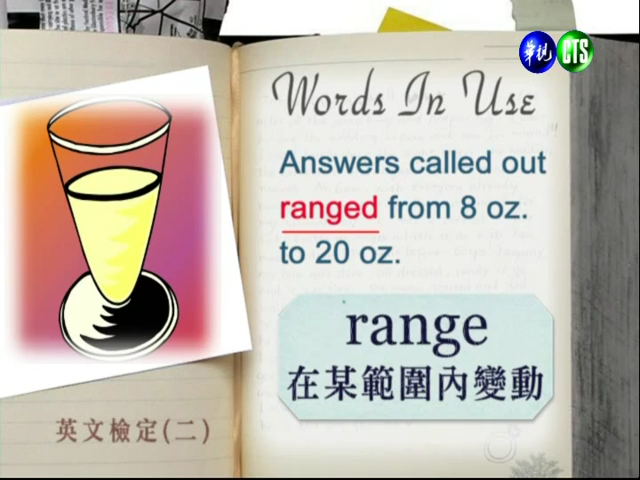 華視 CTS
Words In Use
Answers called out
ranged from 8 oz.
to 20 oz.
range
在某範圍內變動
英文檢定(二)